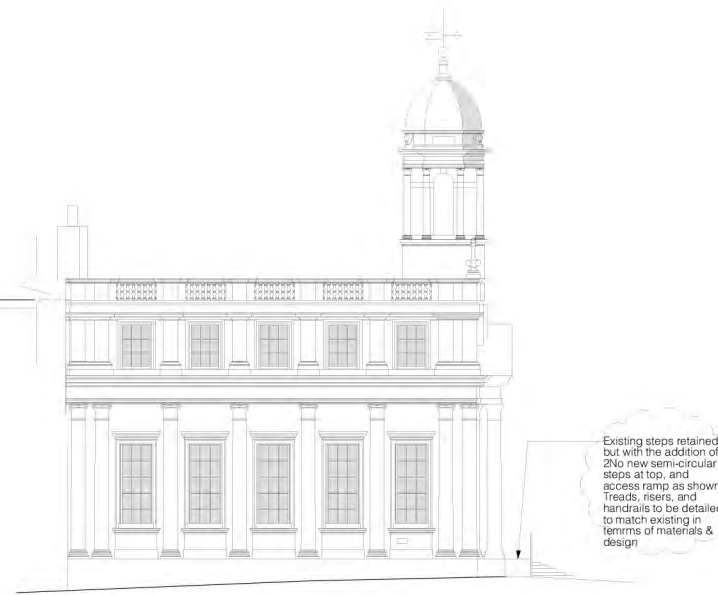 Existing steps retained
but with the addition of
2No new semi-circular
steps at top, and
access ramp as shown
Treads, risers, and
handrails to be detailed
to match existing in
temrms of materials &
design